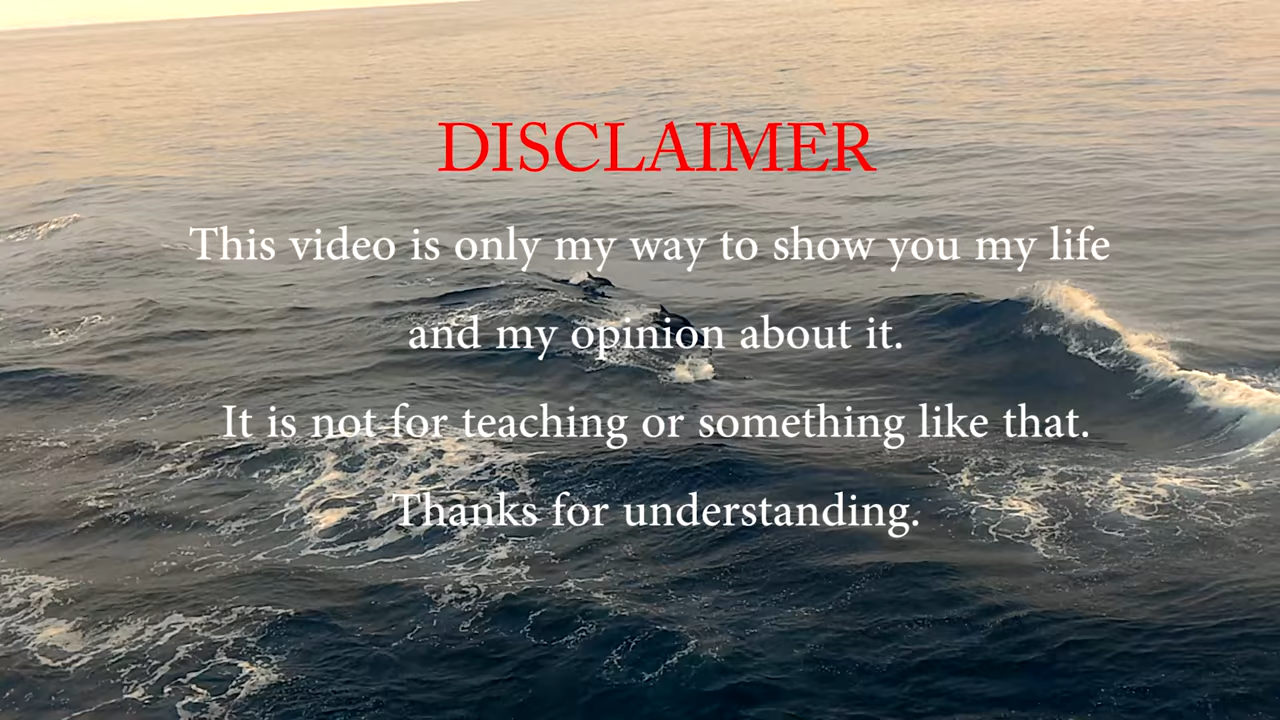 DISCLAIMER
This video is only my way to show you my life
and my opinion about it.
It is not for teaching or something like that.
Thanks for understanding.